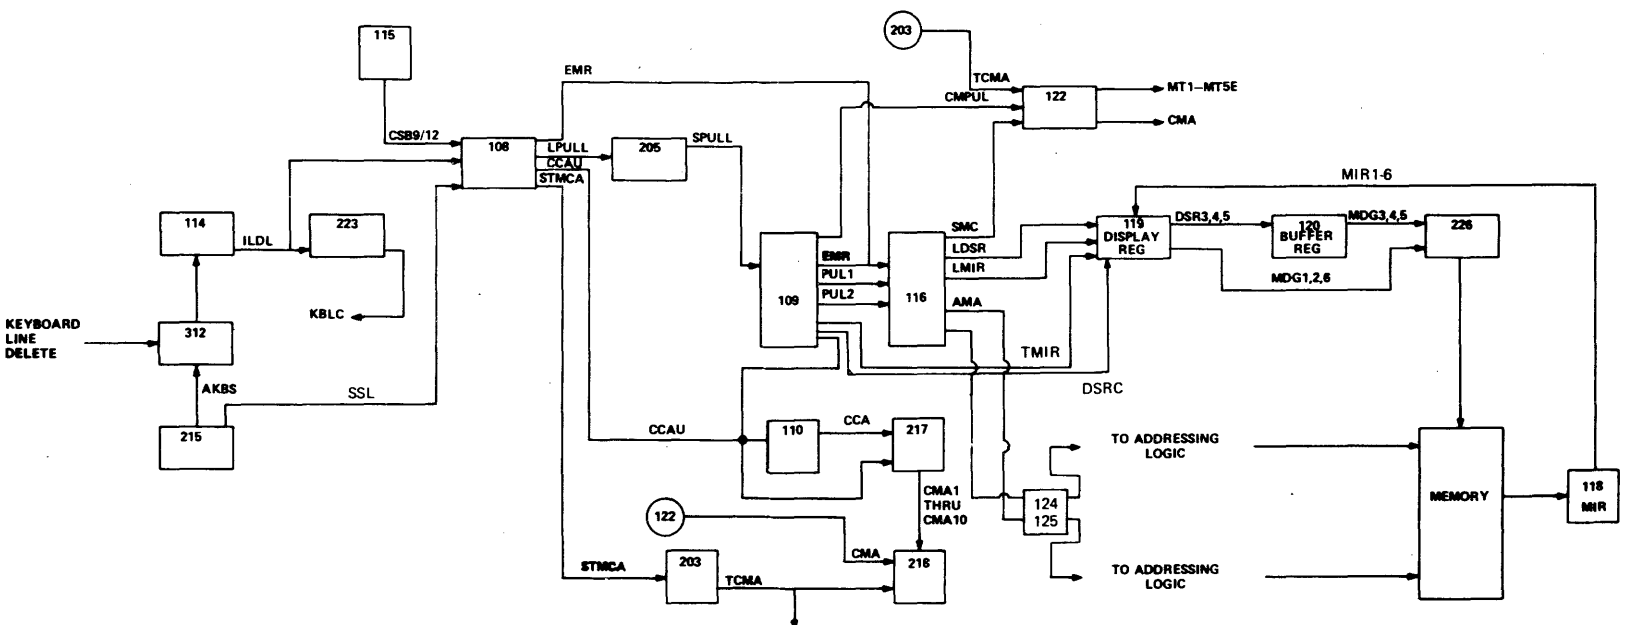 115
203
EMR
TCMA
MT1–MT5E
CMPUL
122
CSB9/12
CMA
108
LPULL
205
SPULL
CCAU
STMCA
MIR1-6
114
223
ILDL
SMC
119
DISPLAY
REG
DSR3,4,5
120
BUFFER
REG
MDG3,4,5
226
EMR
LDSR
PUL1
LMIR
MDG1,2,6
PUL2
109
116
AMA
KBLC
KEYBOARD
LINE
DELETE
312
TMIR
AKBS
SSL
DSRC
215
CCAU
110
CCA
217
TO ADDRESSING
LOGIC
CMA1
THRU
CMA10
124
125
MEMORY
118
MIR
122
CMA
218
STMCA
203
TCMA
TO ADDRESSING
LOGIC